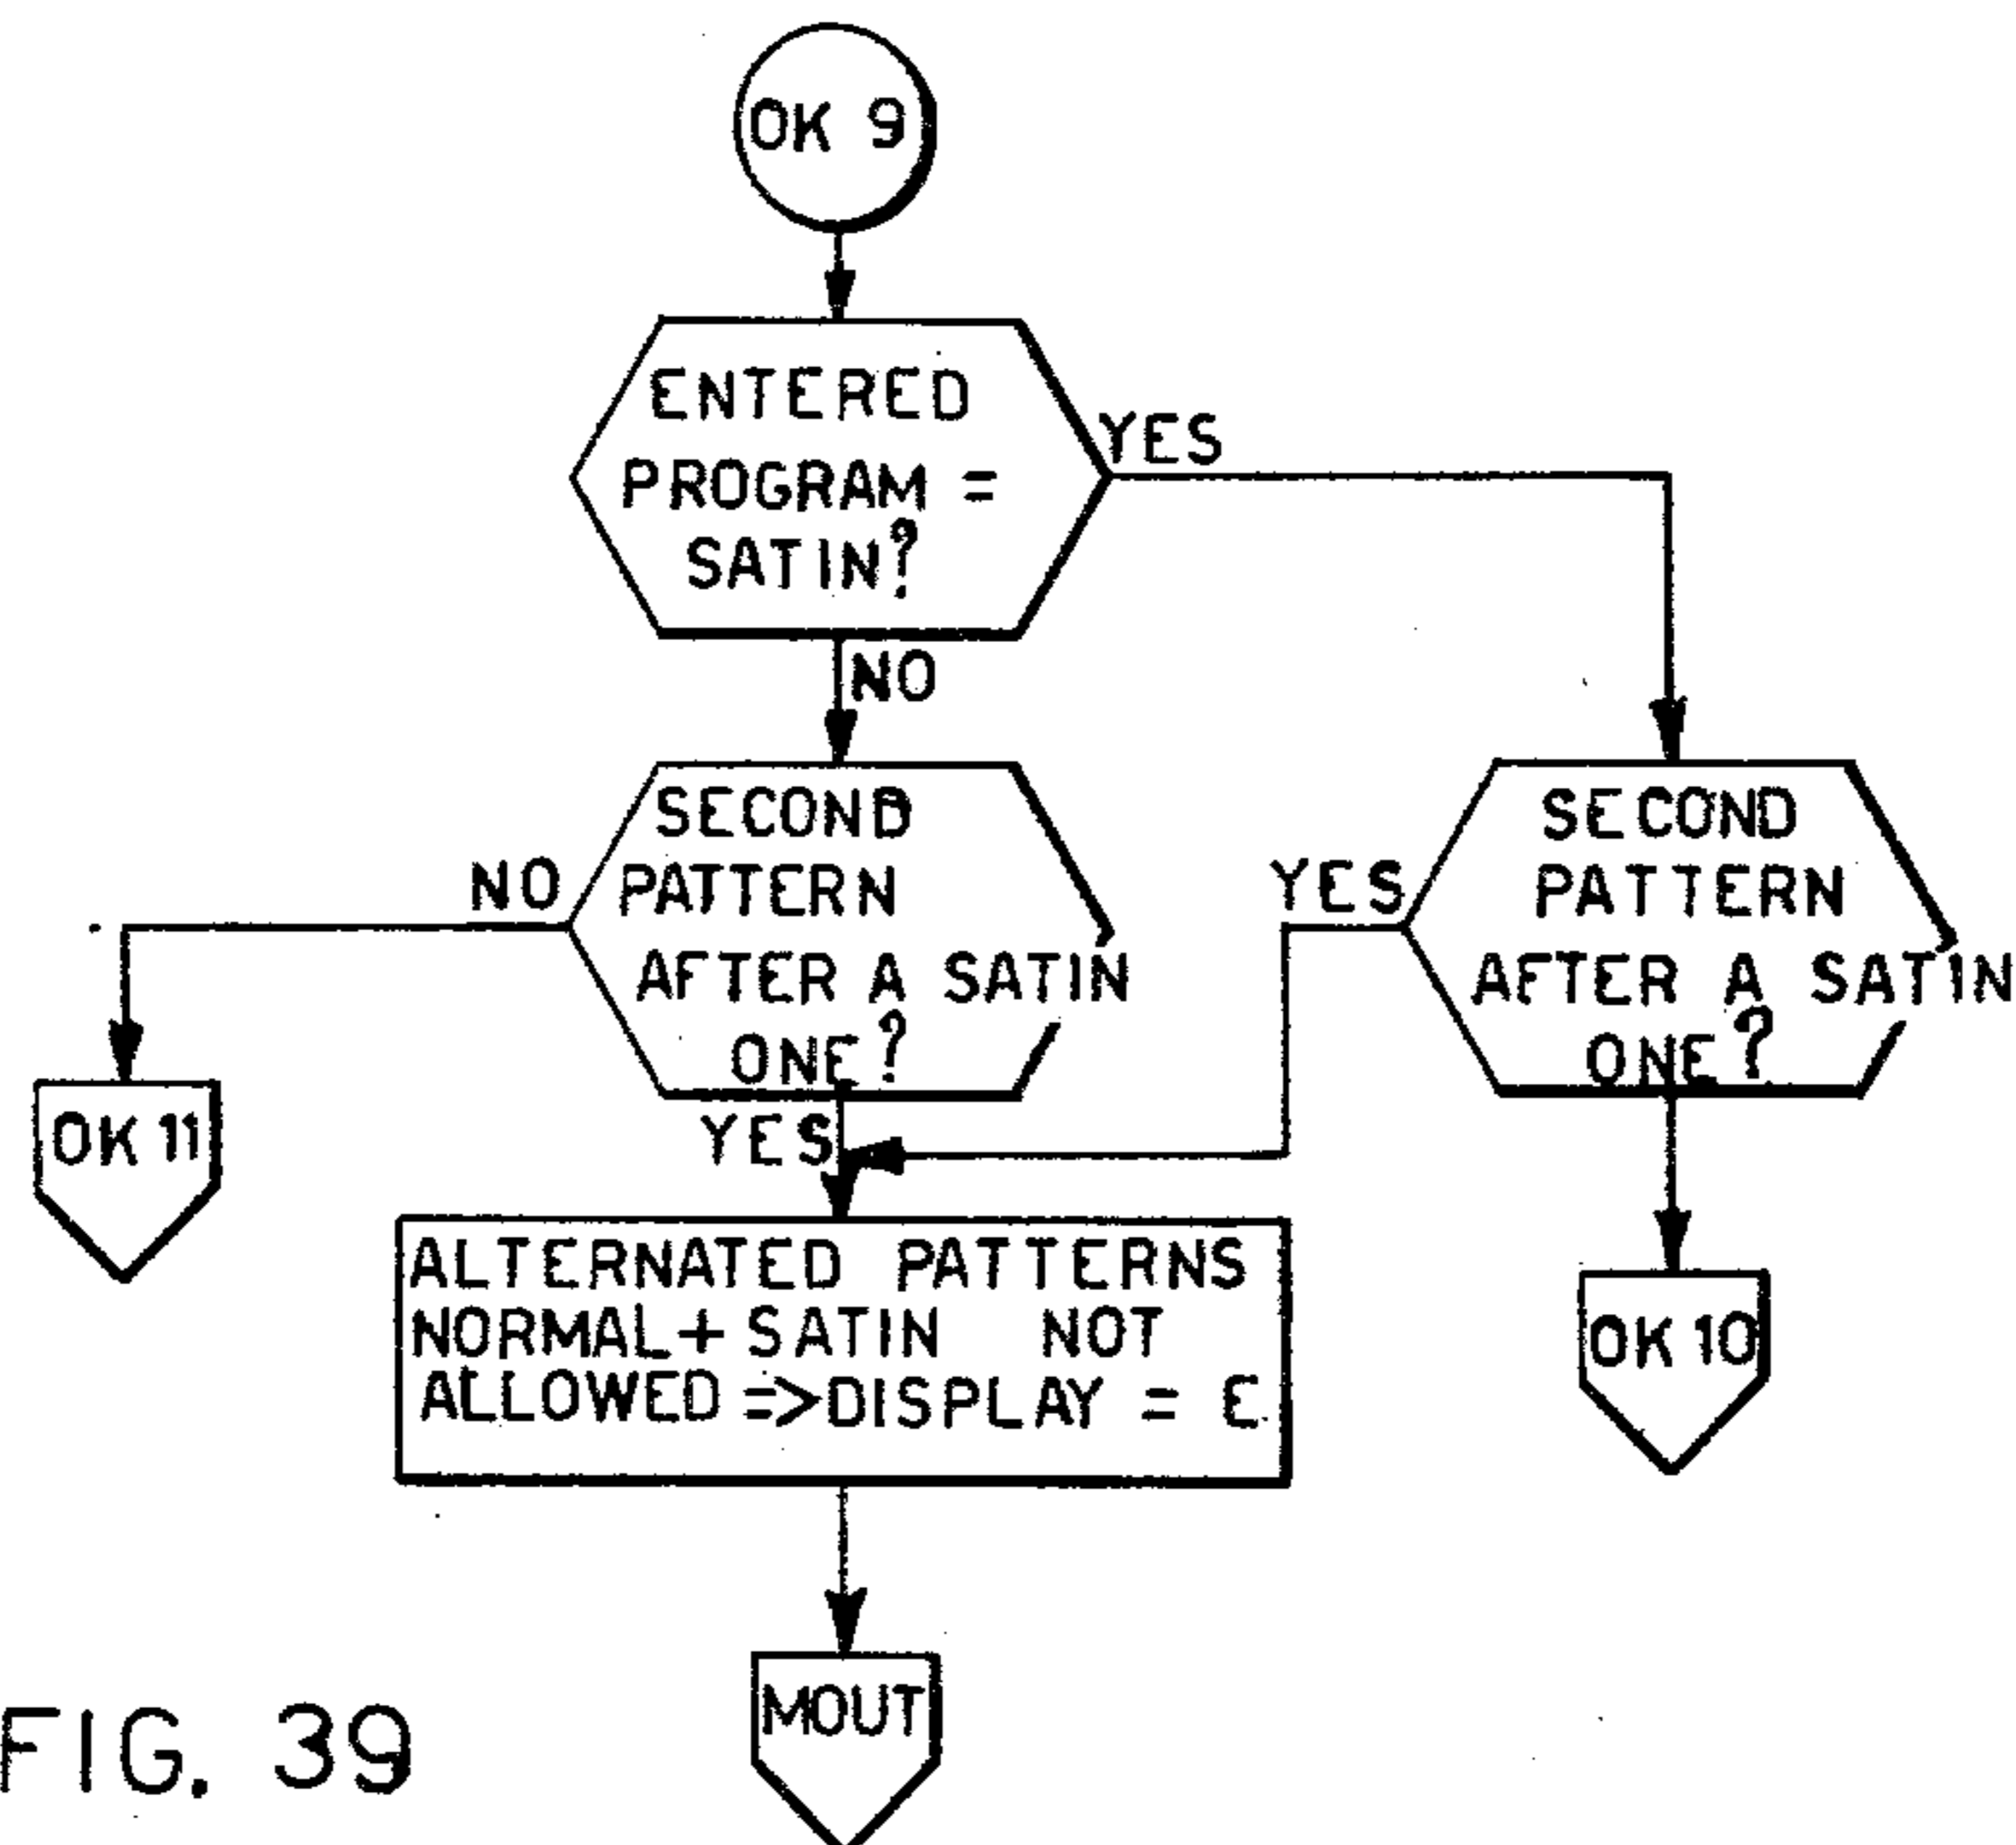 OK 9
ENTERED
PROGRAM =
SATIN?
YES
NO
SECOND
PATTERN
AFTER A SATIN
ONE?
NO
YES
SECOND
PATTERN
AFTER A SATIN
ONE?
YES
OK 11
ALTERNATED PATTERNS
NORMAL + SATIN NOT
ALLOWED => DISPLAY = E
OK 10
MOUT
FIG. 39